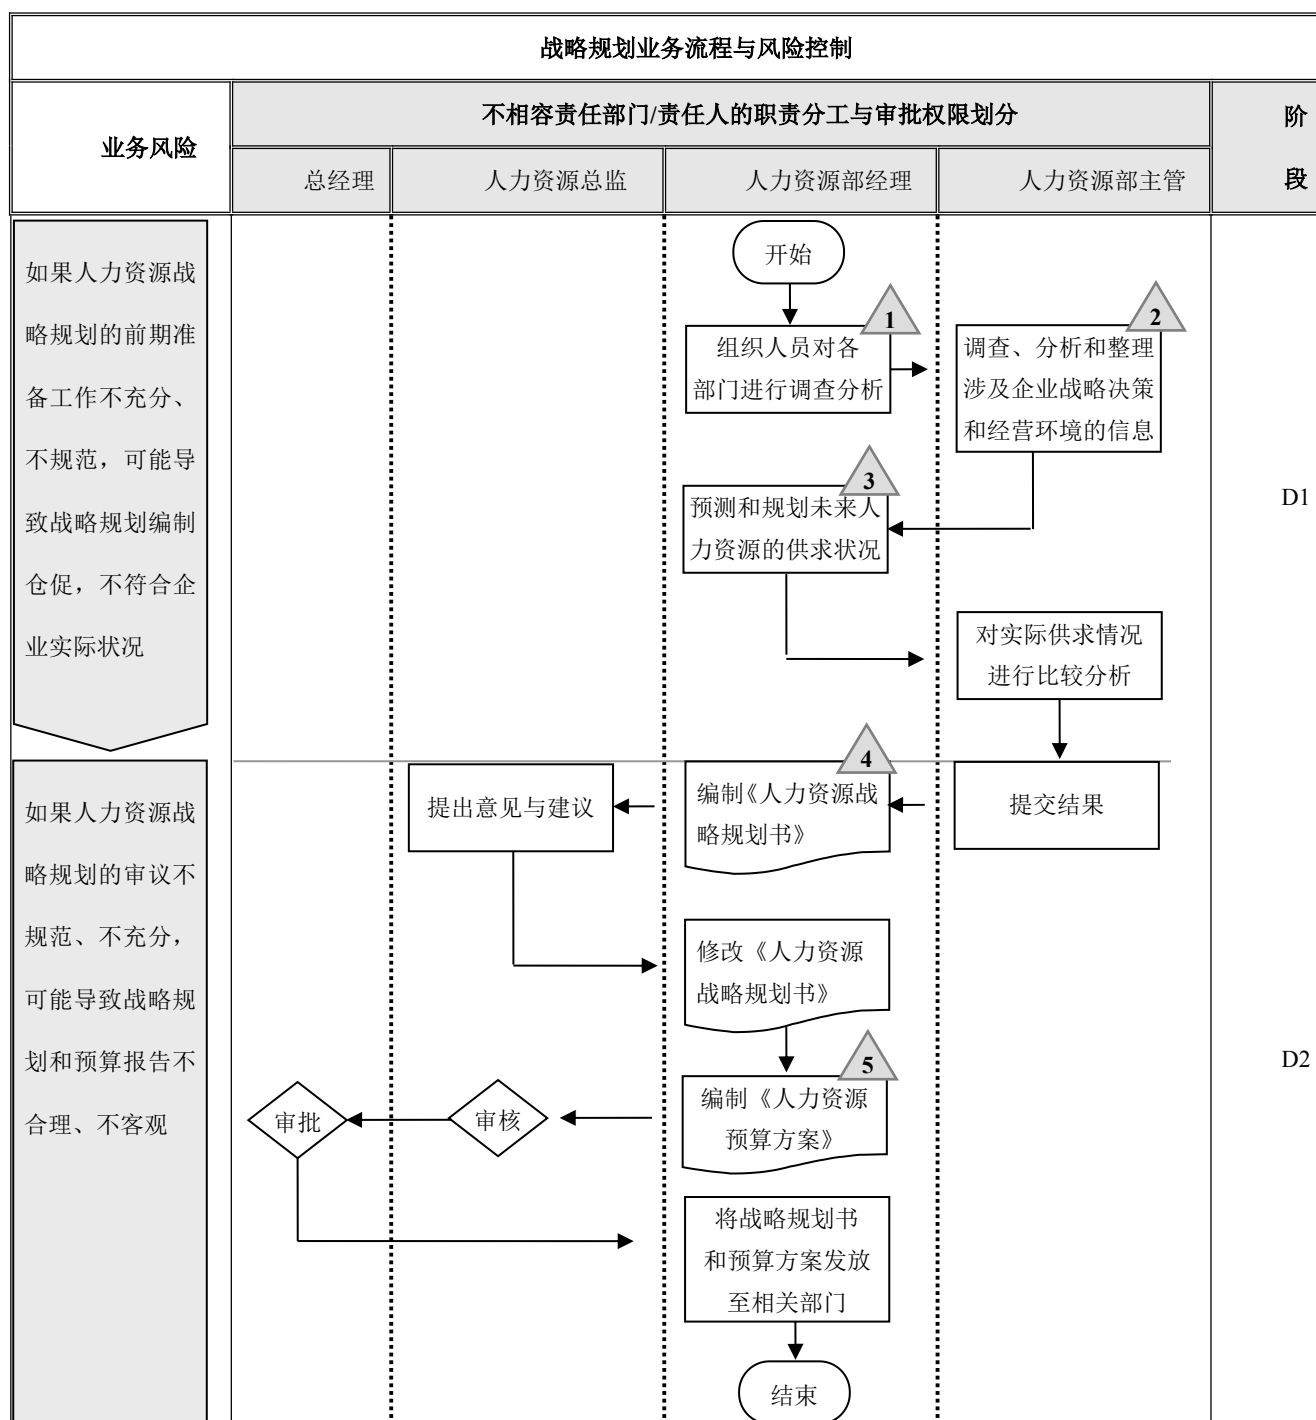 战略规划业务流程与风险控制
业务风险
不相容责任部门/责任人的职责分工与审批权限划分
阶
段
总经理
人力资源总监
人力资源部经理
人力资源部主管
如果人力资源战
略规划的前期准
备工作不充分、
不规范，可能导
致战略规划编制
仓促，不符合企
业实际状况
开始
1
组织人员对各
部门进行调查分析
2
调查、分析和整理
涉及企业战略决策
和经营环境的信息
3
预测和规划未来人
力资源的供求状况
对实际供求情况
进行比较分析
D1
如果人力资源战
略规划的审议不
规范、不充分，
可能导致战略规
划和预算报告不
合理、不客观
提出意见与建议
4
编制《人力资源战
略规划书》
提交结果
修改《人力资源
战略规划书》
5
编制《人力资源
预算方案》
审核
审批
将战略规划书
和预算方案发放
至相关部门
结束
D2